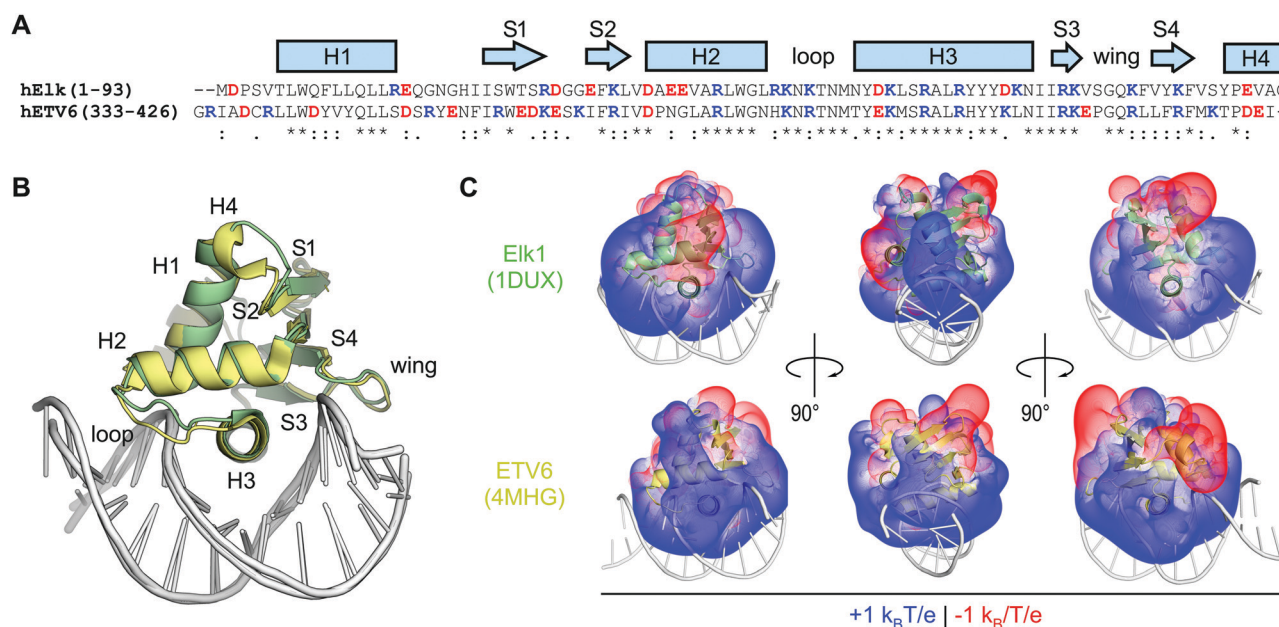 A
S1
S2
S3
S4
H1
H2
loop
H3
wing
H4
hElk(1-93) --MDPSVTLWQFLLQLLREQGNGHIISWTSRDGGEFKLVDAEEVARLWGLRKNKTNMNYDKLSRALRYYYDKNIIRKVSGQKFVYKFVSYPEVAG
hETV6(333-426) GRIADCRLLWDYVYQLLSDSRYENFIRWEDKESKIFRIVDPNGLARLWGNHKNRTNMTYEKMSRALRHYYKLNIIRKEPGQRLLFRFMKTPDEI-
B
H4
H1
S1
S2
H2
S4
wing
S3
loop
H3
C
Elk1
(1DUX)
90°
90°
ETV6
(4MHG)
+1 kBT/e | -1 kB/T/e